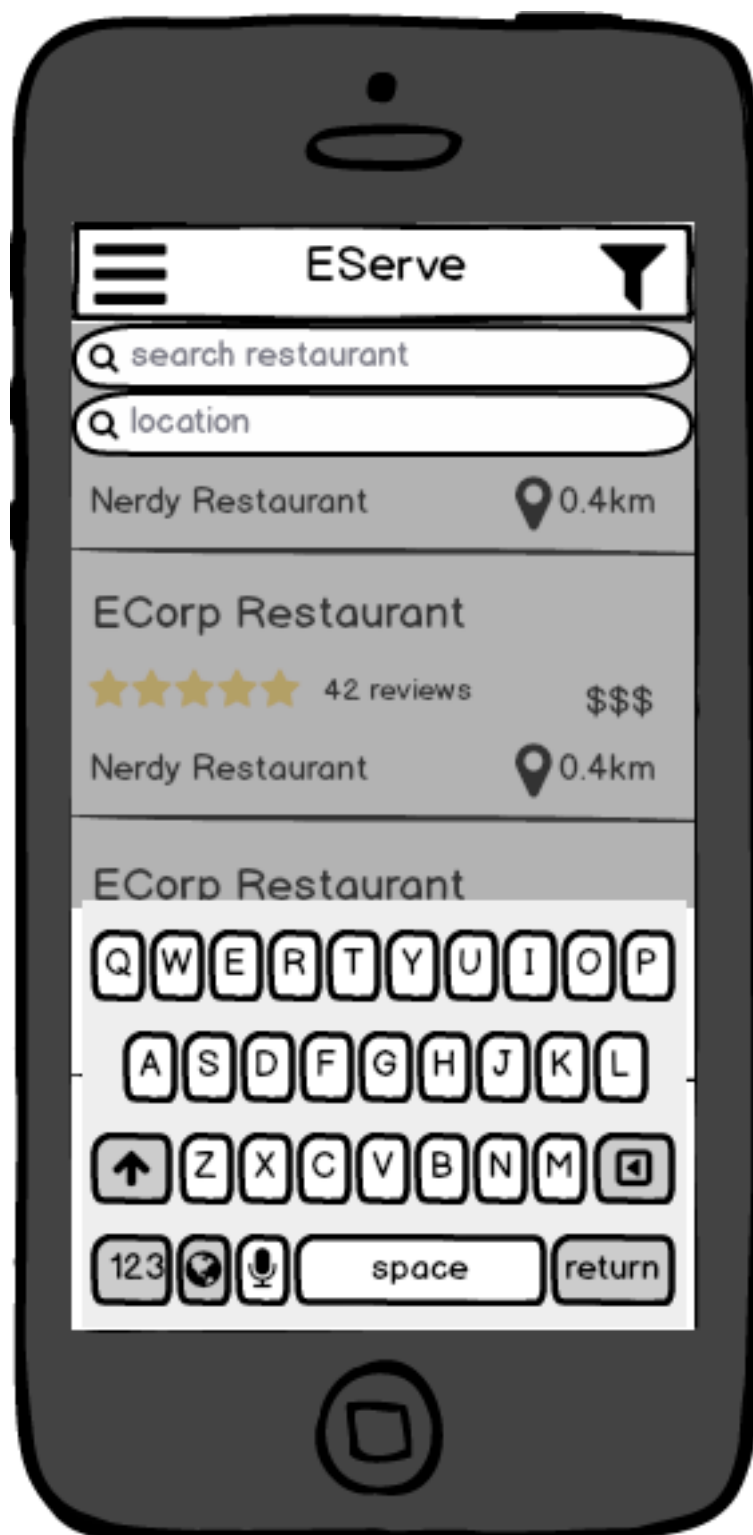 EServe
search restaurant
location
Nerdy Restaurant 0.4km
ECorp Restaurant
42 reviews $$$
Nerdy Restaurant 0.4km
ECorp Restaurant
Q W E R T Y U I O P
A S D F G H J K L
Z X C V B N M
123 space return